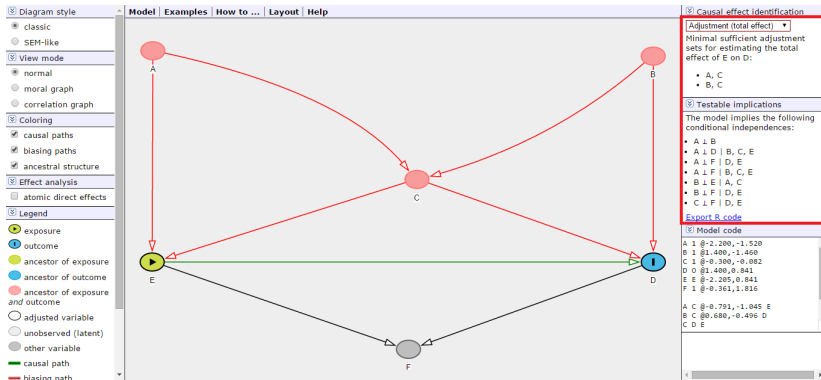 Diagram style
classic
SEM-like
View mode
normal
moral graph
correlation graph
Coloring
causal paths
biasing paths
ancestral structure
Effect analysis
atomic direct effects
Legend
exposure
outcome
ancestor of exposure
ancestor of outcome
ancestor of exposure
and outcome
adjusted variable
unobserved (latent)
other variable
causal path
biasing path
Model | Examples | How to ... | Layout | Help
A
B
C
E
D
F
Causal effect identification
Adjustment (total effect)
Minimal sufficient adjustment
sets for estimating the total
effect of E on D:
• A, C
• B, C
Testable implications
The model implies the following
conditional independences:
• A ⊥ B
• A ⊥ D | B, C, E
• A ⊥ F | D, E
• A ⊥ F | B, C, E
• B ⊥ E | A, C
• B ⊥ F | D, E
• C ⊥ F | D, E
Export R code
Model code
A 1 @-2.200,-1.520
B 1 @1.400,-1.460
C 1 @-0.300,-0.082
D O @1.400,0.841
E E @-2.205,0.841
F 1 @-0.361,1.816
A C @-0.791,-1.045 E
B C @0.680,-0.496 D
C D E